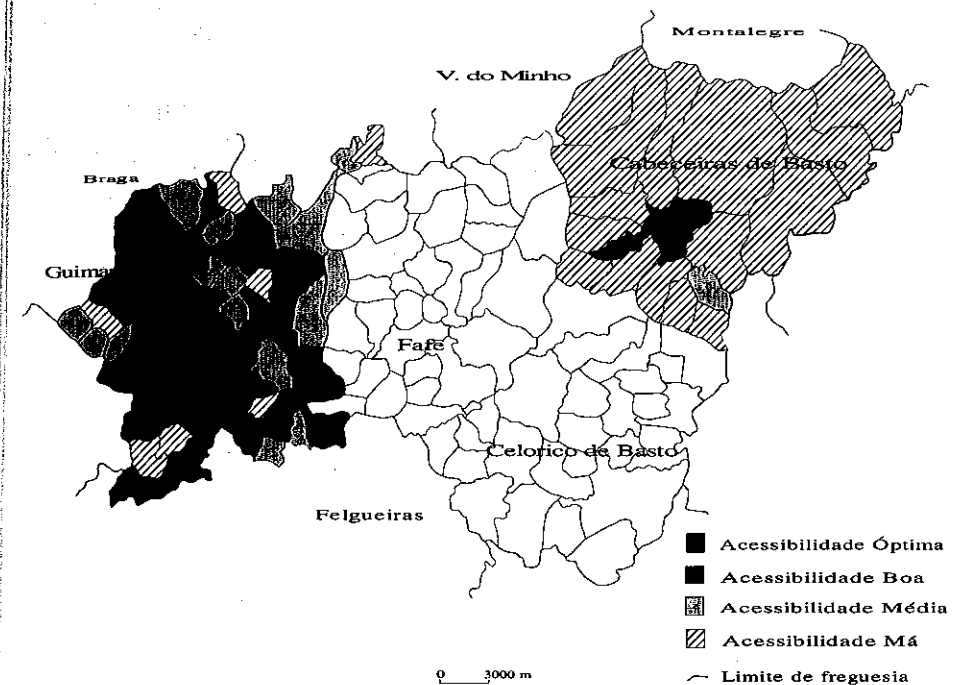 Montalegre
V. do Minho
Cabeceiras de Basto
Braga
Guima
Fafe
Celorico de Basto
Felgueiras
Acessibilidade Óptima
Acessibilidade Boa
Acessibilidade Média
Acessibilidade Má
Limite de freguesia
0 3000 m